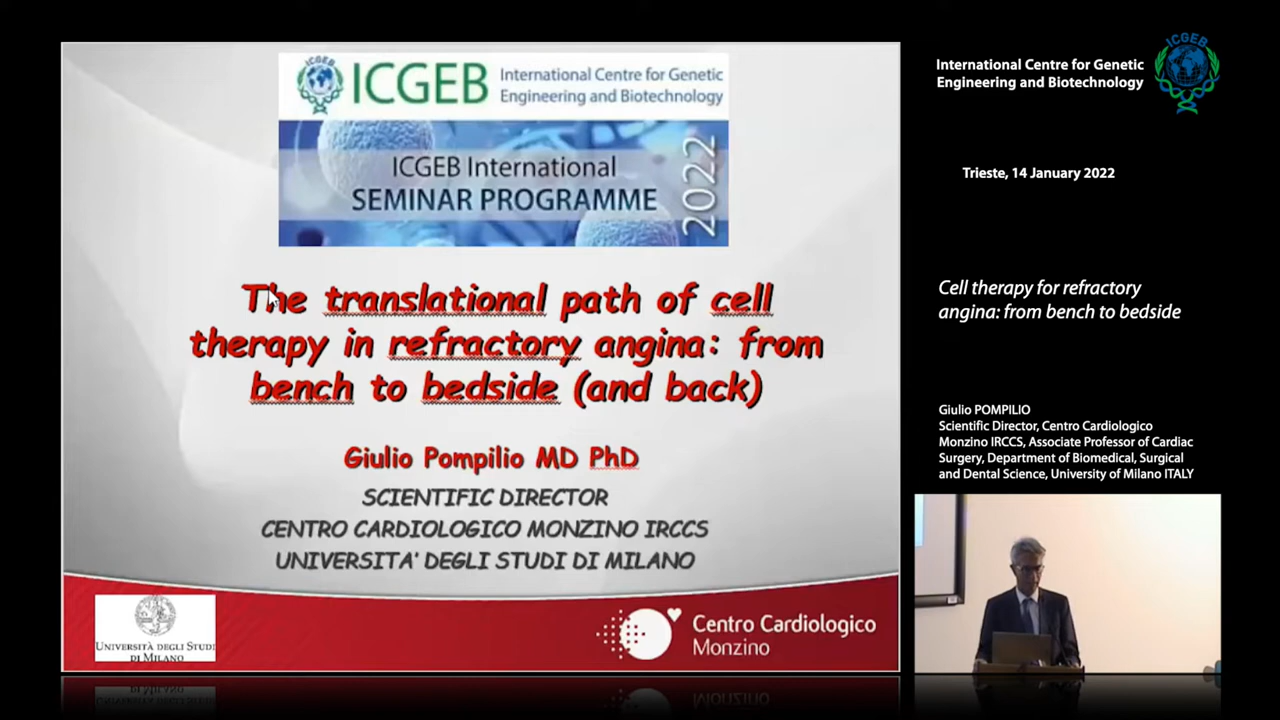 ICGEB
International Centre for Genetic
Engineering and Biotechnology
ICGEB International
SEMINAR PROGRAMME
2022
The translational path of cell
therapy in refractory angina: from
bench to bedside (and back)
Giulio Pompilio MD PhD
SCIENTIFIC DIRECTOR
CENTRO CARDIOLOGICO MONZINO IRCCS
UNIVERSITA' DEGLI STUDI DI MILANO
UNIVERSITÀ DEGLI STUDI
DI MILANO
Centro Cardiologico
Monzino
International Centre for Genetic
Engineering and Biotechnology
ICGEB
Trieste, 14 January 2022
Cell therapy for refractory
angina: from bench to bedside
Giulio POMPILIO
Scientific Director, Centro Cardiologico
Monzino IRCCS, Associate Professor of Cardiac
Surgery, Department of Biomedical, Surgical
and Dental Science, University of Milano ITALY